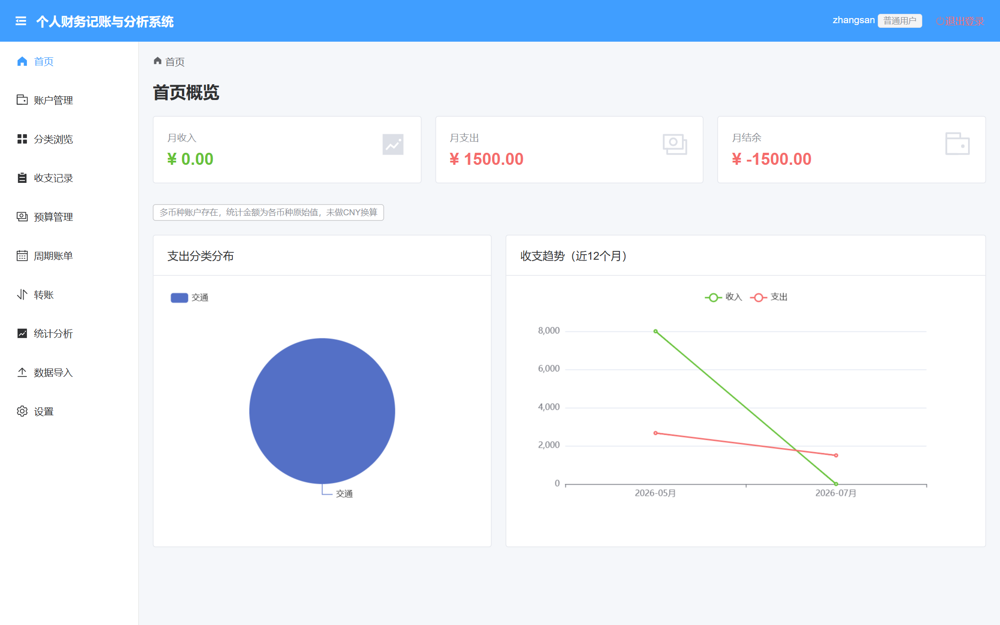 个人财务记账与分析系统
zhangsan 普通用户 退出登录
首页
账户管理
分类浏览
收支记录
预算管理
周期账单
转账
统计分析
数据导入
设置
首页
首页概览
月收入
¥ 0.00
月支出
¥ 1500.00
月结余
¥ -1500.00
多币种账户存在，统计金额为各币种原始值，未做CNY换算
支出分类分布
交通
交通
收支趋势（近12个月）
收入 支出
8,000
6,000
4,000
2,000
0
2026-05月 2026-07月